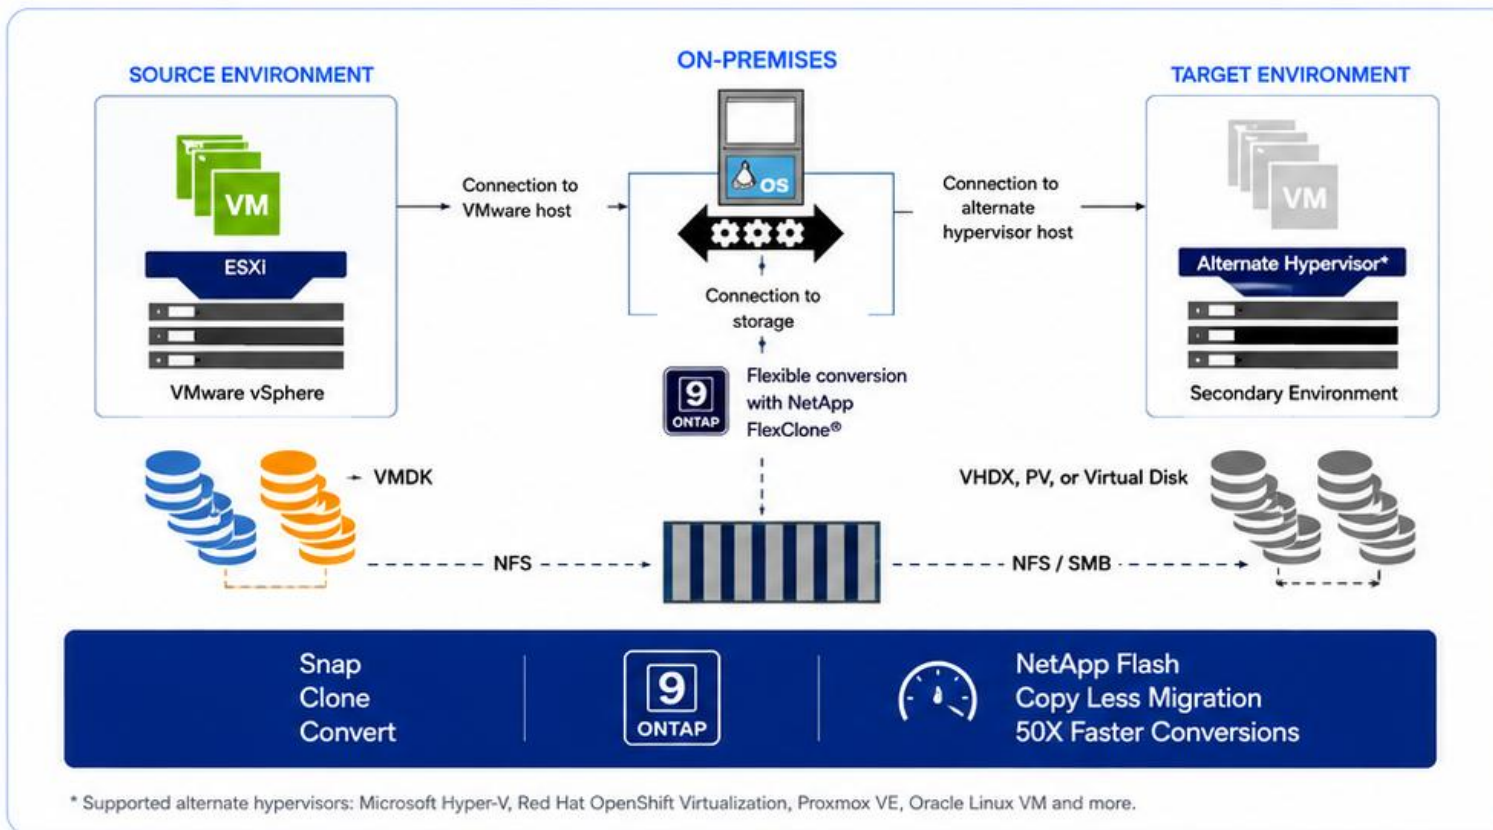 SOURCE ENVIRONMENT
ON-PREMISES
TARGET ENVIRONMENT
VM
ESXi
VMware vSphere
Connection to
VMware host
OS
Connection to
storage
9
ONTAP
Flexible conversion
with NetApp
FlexClone®
Connection to
alternate
hypervisor host
VM
Alternate Hypervisor*
Secondary Environment
VMDK
NFS
VHDX, PV, or Virtual Disk
NFS / SMB
Snap
Clone
Convert
9
ONTAP
NetApp Flash
Copy Less Migration
50X Faster Conversions
* Supported alternate hypervisors: Microsoft Hyper-V, Red Hat OpenShift Virtualization, Proxmox VE, Oracle Linux VM and more.